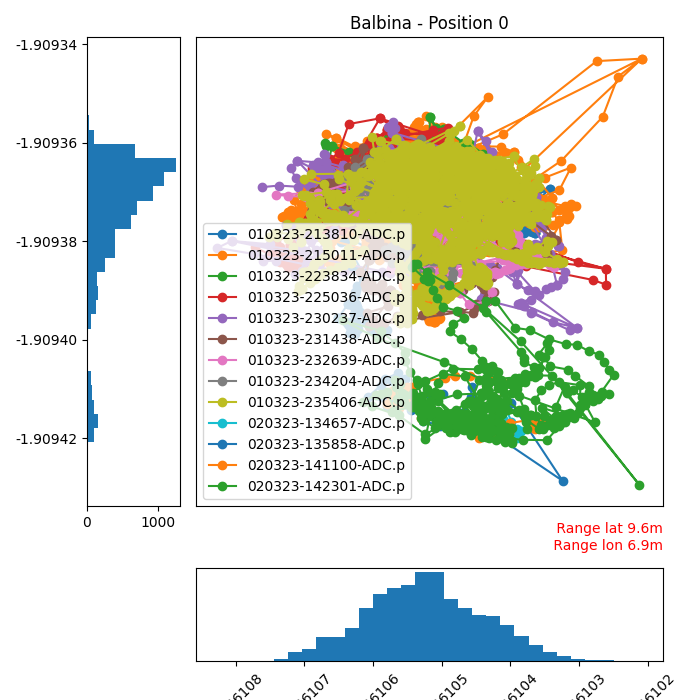 Balbina - Position 0
-1.90934
-1.90936
-1.90938
-1.90940
-1.90942
0
1000
010323-213810-ADC.p
010323-215011-ADC.p
010323-223834-ADC.p
010323-225036-ADC.p
010323-230237-ADC.p
010323-231438-ADC.p
010323-232639-ADC.p
010323-234204-ADC.p
010323-235406-ADC.p
020323-134657-ADC.p
020323-135858-ADC.p
020323-141100-ADC.p
020323-142301-ADC.p
Range lat 9.6m
Range lon 6.9m